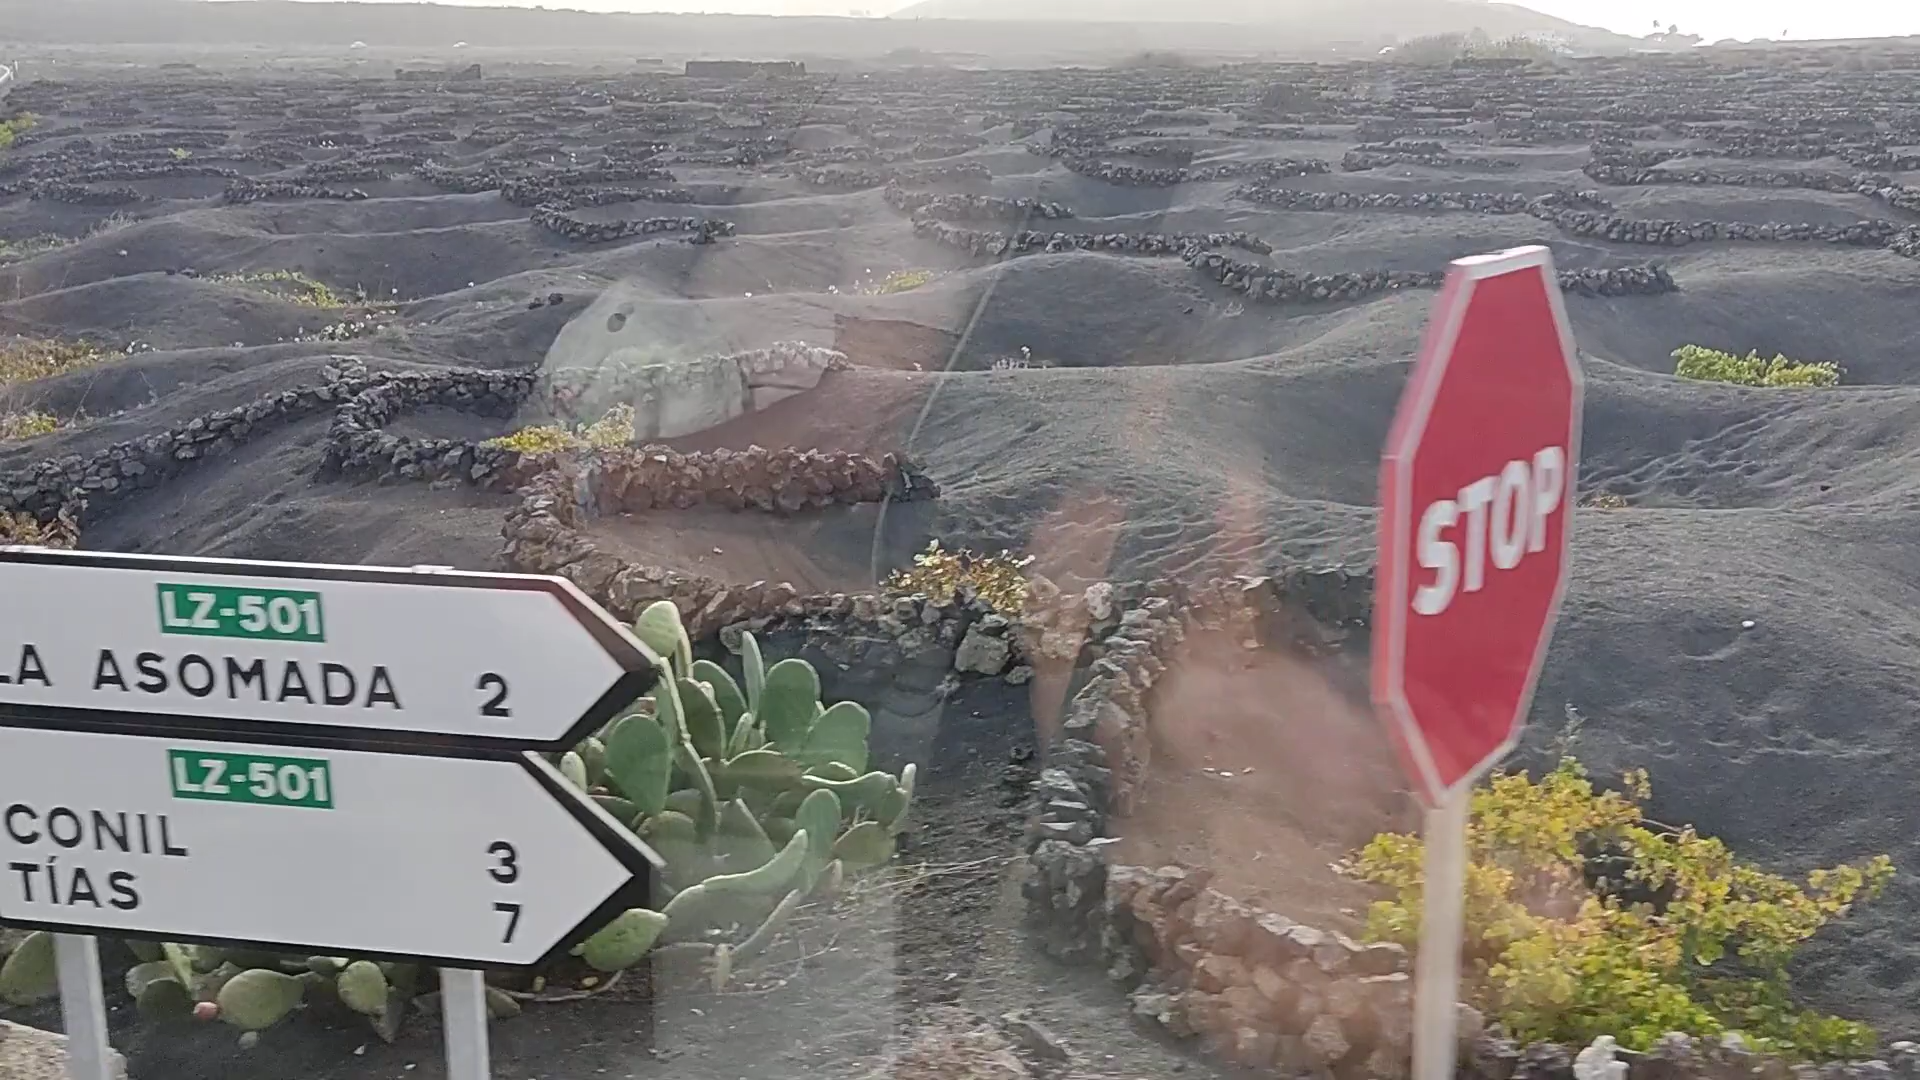 LZ-501
LA ASOMADA 2
LZ-501
CONIL 3
TÍAS 7
STOP